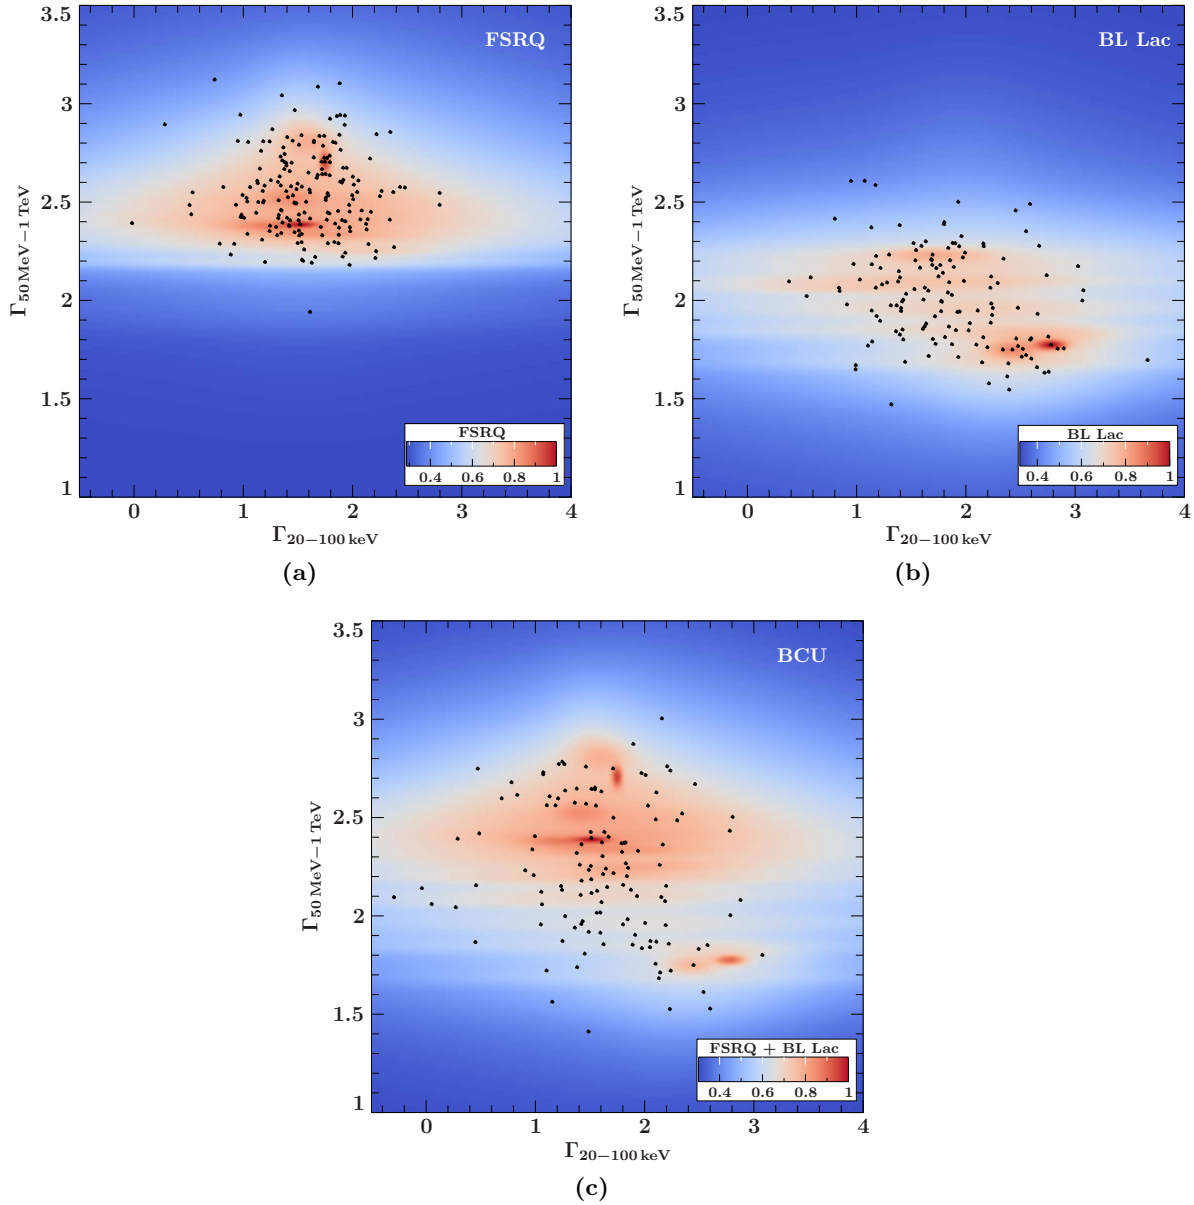 3.5
3
2.5
2
1.5
1
Γ50 MeV−1 TeV
FSRQ
FSRQ
0.4 0.6 0.8 1
0 1 2 3 4
Γ20−100 keV
(a)
3.5
3
2.5
2
1.5
1
Γ50 MeV−1 TeV
BL Lac
BL Lac
0.4 0.6 0.8 1
0 1 2 3 4
Γ20−100 keV
(b)
3.5
3
2.5
2
1.5
1
Γ50 MeV−1 TeV
BCU
FSRQ + BL Lac
0.4 0.6 0.8 1
0 1 2 3 4
Γ20−100 keV
(c)